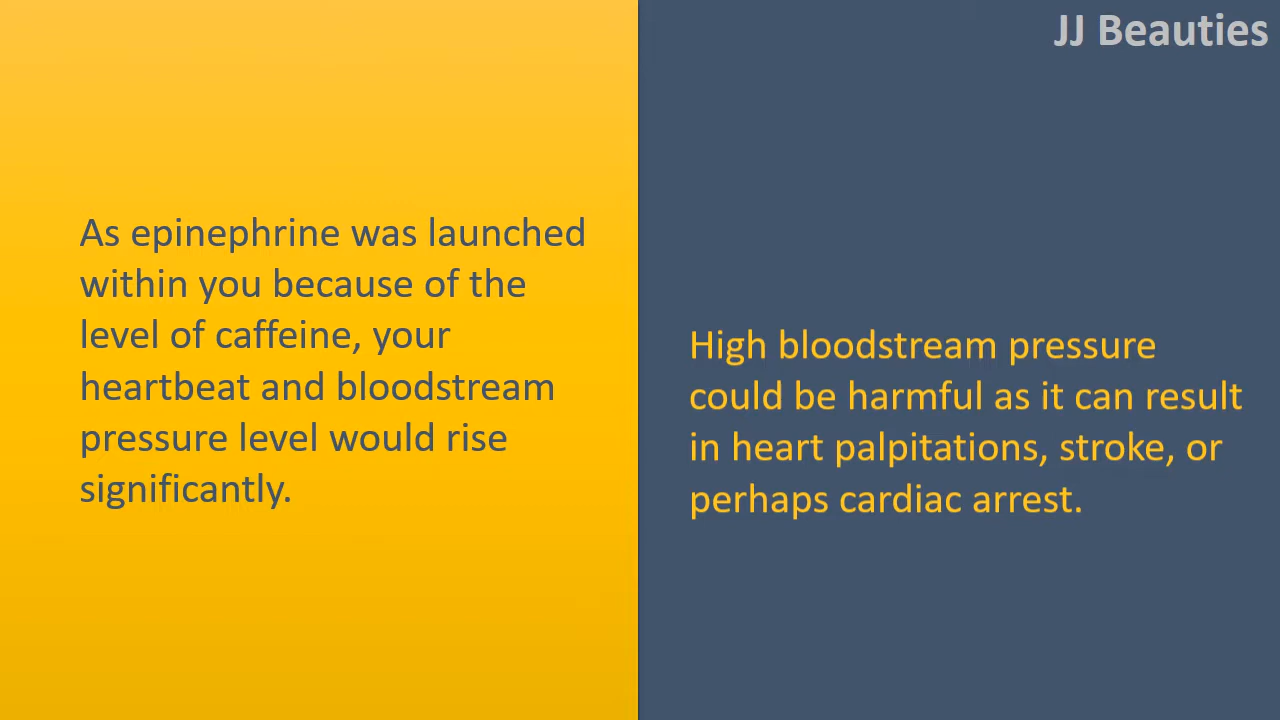 JJ Beauties
As epinephrine was launched
within you because of the
level of caffeine, your
heartbeat and bloodstream
pressure level would rise
significantly.
High bloodstream pressure
could be harmful as it can result
in heart palpitations, stroke, or
perhaps cardiac arrest.